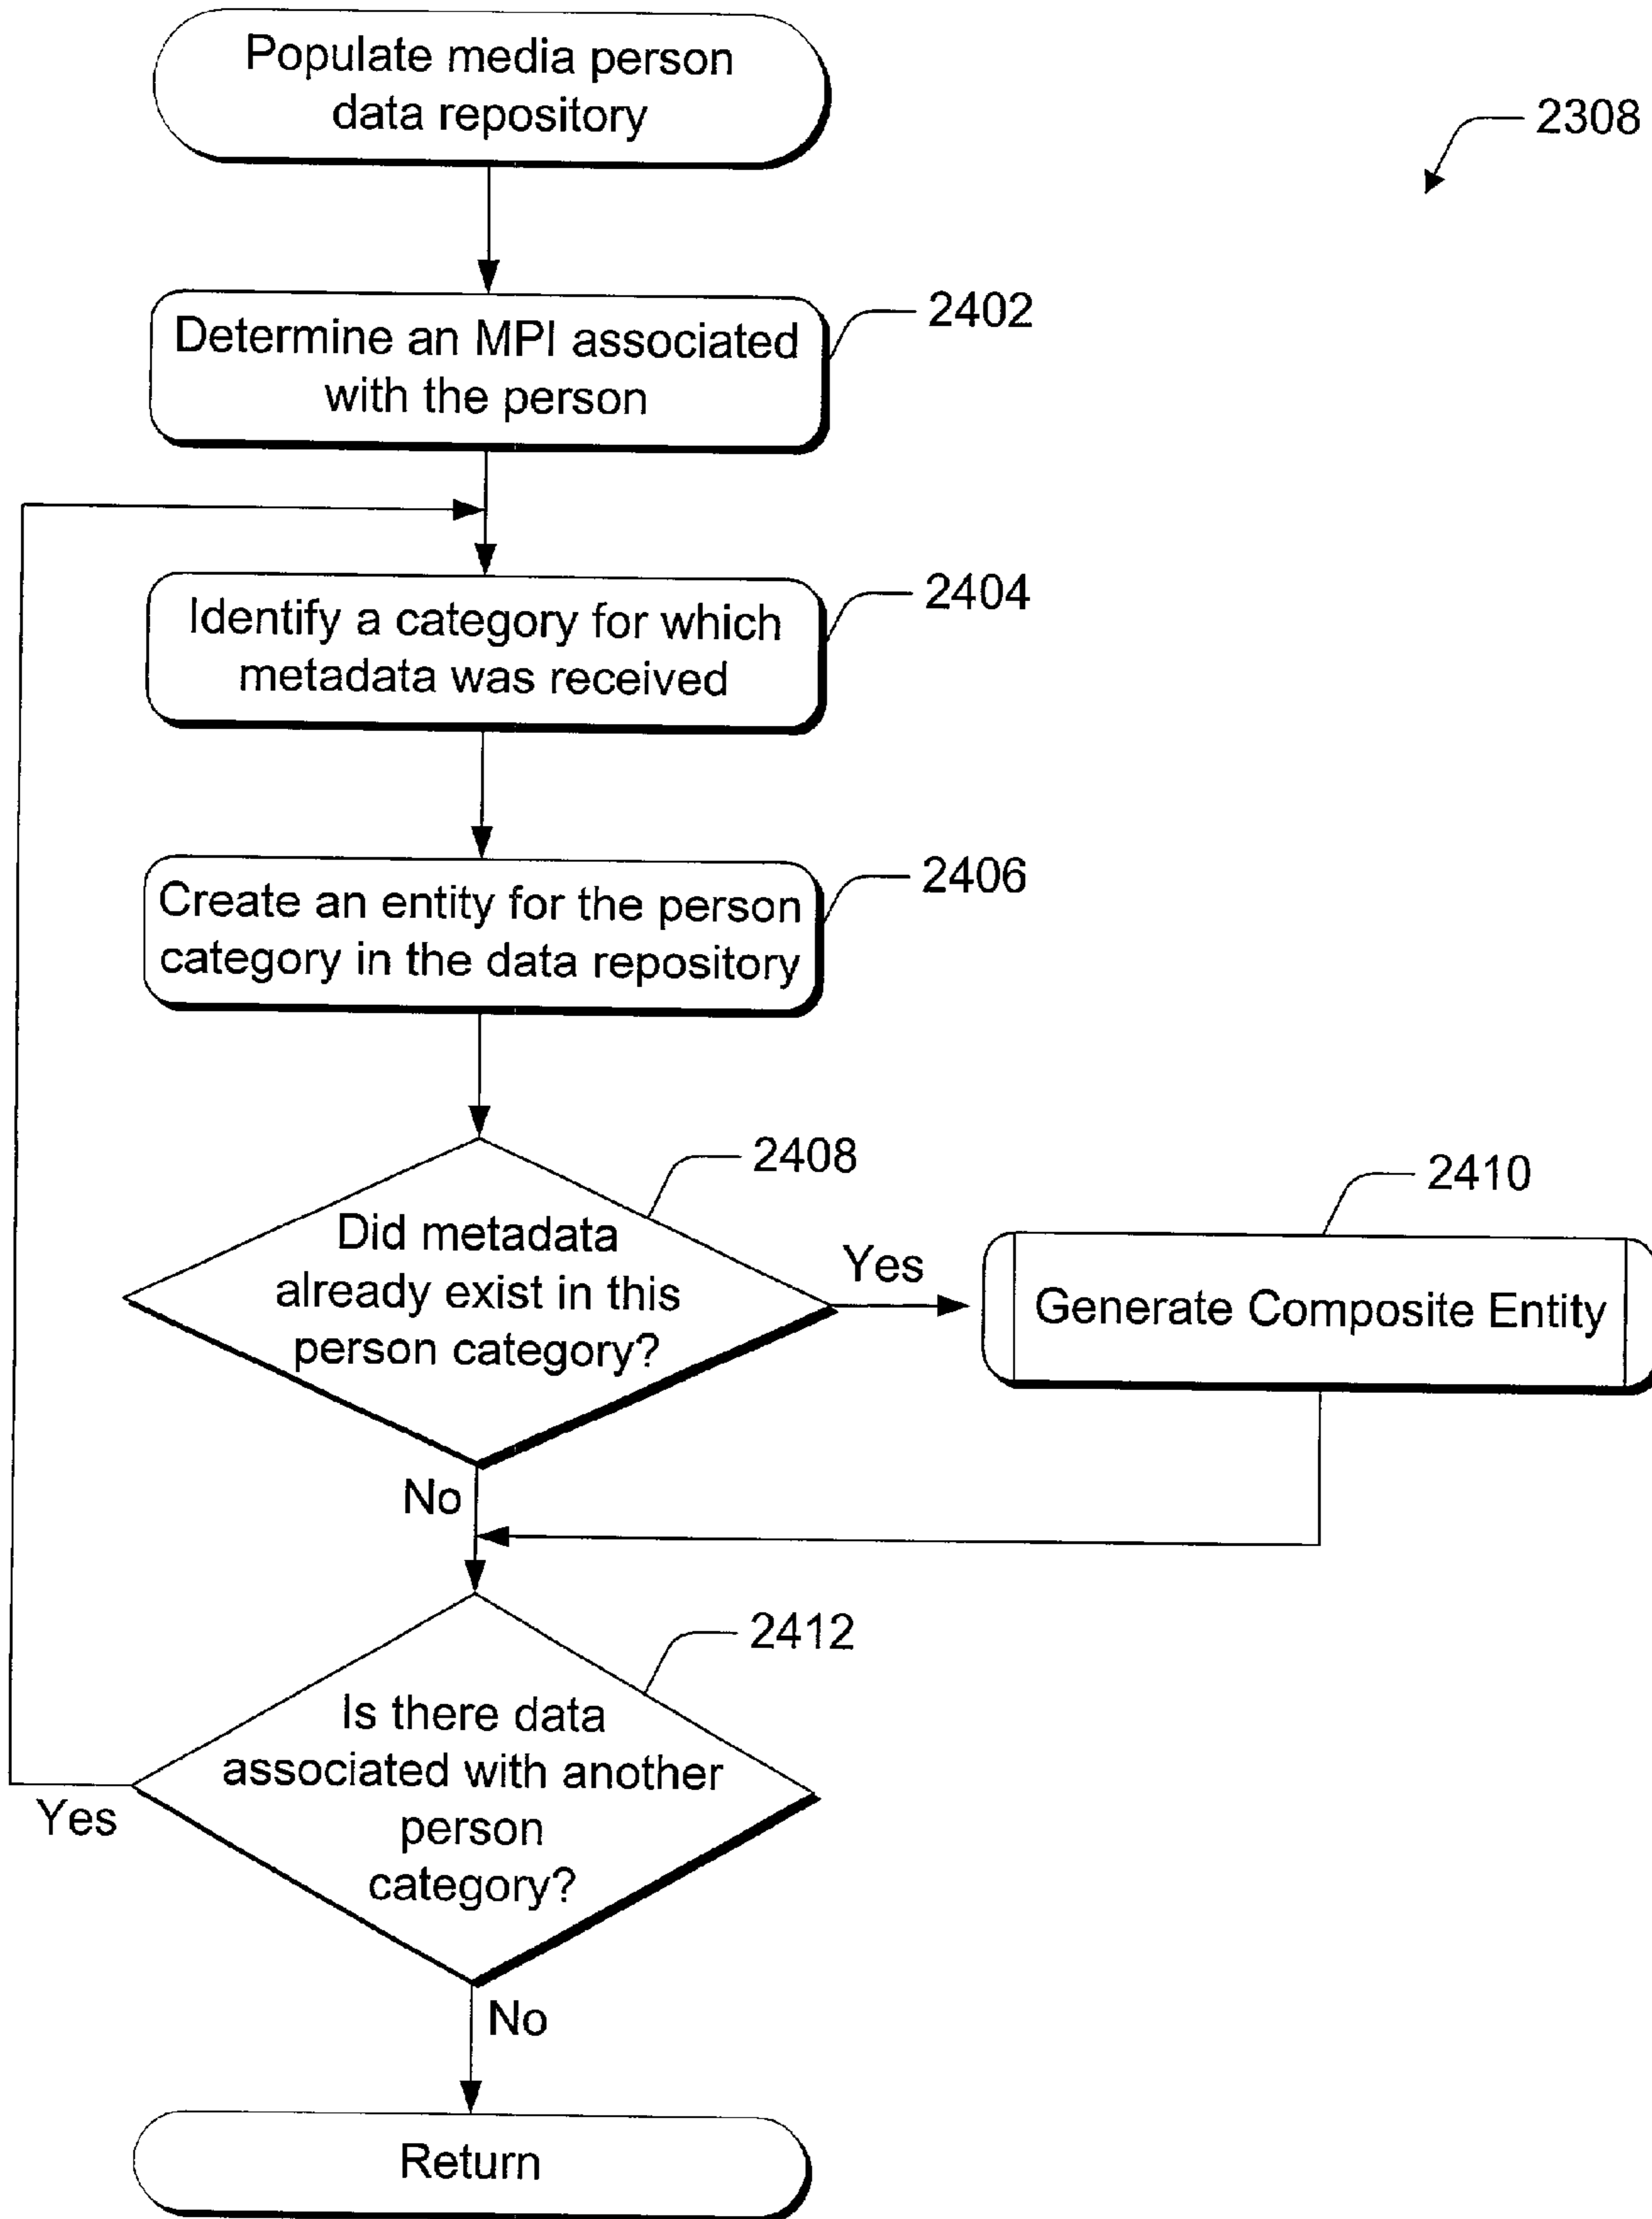 Populate media person
data repository
2308
2402
Determine an MPI associated
with the person
2404
Identify a category for which
metadata was received
2406
Create an entity for the person
category in the data repository
2408
Did metadata
already exist in this
person category?
Yes
2410
Generate Composite Entity
No
2412
Is there data
associated with another
person
category?
Yes
No
Return